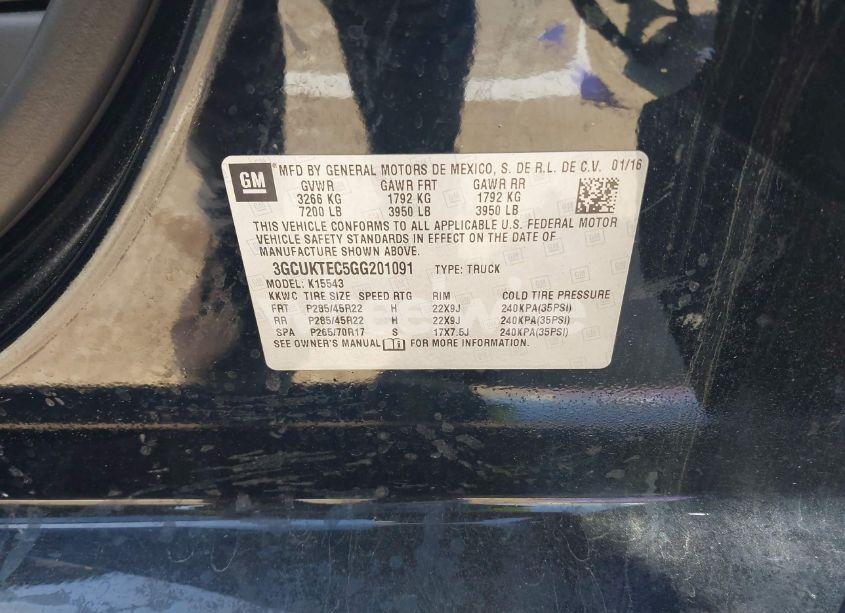 GM
MFD BY GENERAL MOTORS DE MEXICO, S. DE R.L. DE C.V. 01/16
GVWR GAWR FRT GAWR RR
3266 KG 1792 KG 1792 KG
7200 LB 3950 LB 3950 LB
THIS VEHICLE CONFORMS TO ALL APPLICABLE U.S. FEDERAL MOTOR
VEHICLE SAFETY STANDARDS IN EFFECT ON THE DATE OF
MANUFACTURE SHOWN ABOVE.
3GCUKTEC5GG201091 TYPE: TRUCK
MODEL: K15543
KKWC TIRE SIZE SPEED RTG RIM COLD TIRE PRESSURE
FRT P285/45R22 H 22X9J 240KPA(35PSI)
RR P285/45R22 H 22X9J 240KPA(35PSI)
SPA P265/70R17 S 17X7.5J 240KPA(35PSI)
SEE OWNER'S MANUAL FOR MORE INFORMATION.